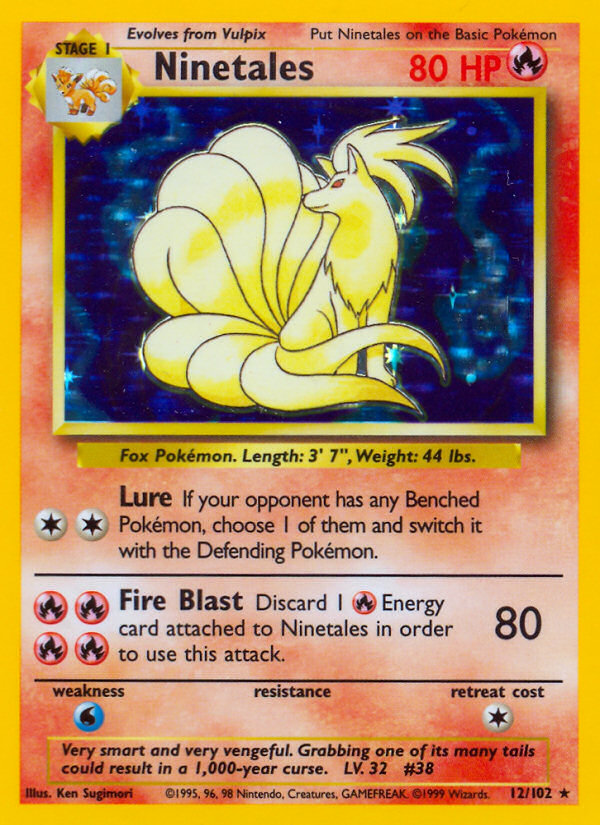 Evolves from Vulpix Put Ninetales on the Basic Pokémon
STAGE 1
Ninetales 80 HP
Fox Pokémon. Length: 3' 7", Weight: 44 lbs.
Lure If your opponent has any Benched
Pokémon, choose 1 of them and switch it
with the Defending Pokémon.
Fire Blast Discard 1 Energy
card attached to Ninetales in order
to use this attack.
80
weakness resistance retreat cost
Very smart and very vengeful. Grabbing one of its many tails
could result in a 1,000-year curse. LV. 32 #38
Illus. Ken Sugimori ©1995, 96, 98 Nintendo, Creatures, GAMEFREAK. ©1999 Wizards. 12/102 ★